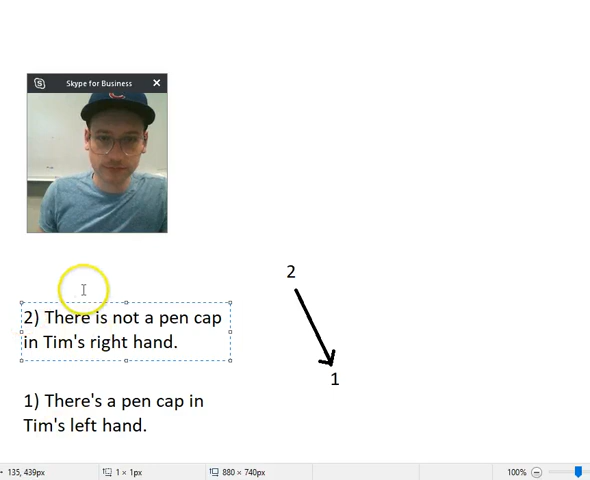 Skype for Business
2
2) There is not a pen cap
in Tim's right hand.
1
1) There's a pen cap in
Tim's left hand.
135, 439px
1 × 1px
880 × 740px
100%